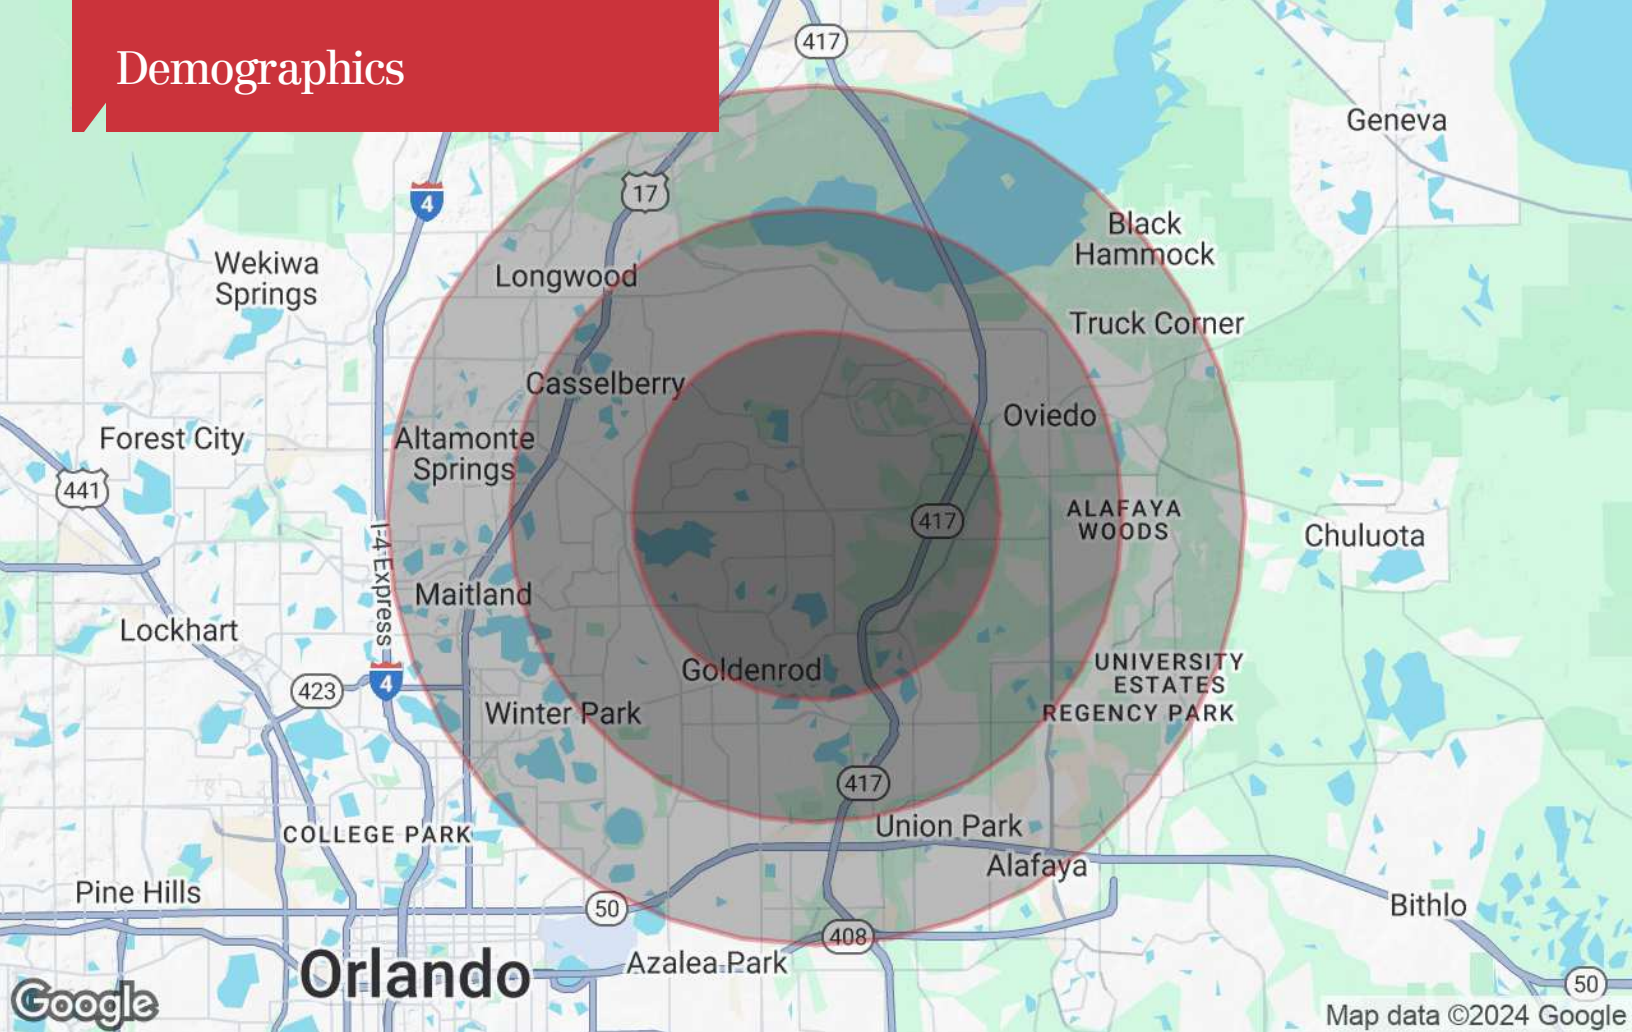 Demographics
417
Geneva
4
17
Black
Hammock
Wekiwa
Springs
Longwood
Truck Corner
Casselberry
Oviedo
Forest City
Altamonte
Springs
441
417
ALAFAYA
WOODS
Chuluota
I-4 Express
Maitland
Lockhart
Goldenrod
UNIVERSITY
ESTATES
4
423
Winter Park
REGENCY PARK
417
COLLEGE PARK
Union Park
Alafaya
Pine Hills
50
Bithlo
408
Orlando
Azalea Park
50
Google
Map data ©2024 Google